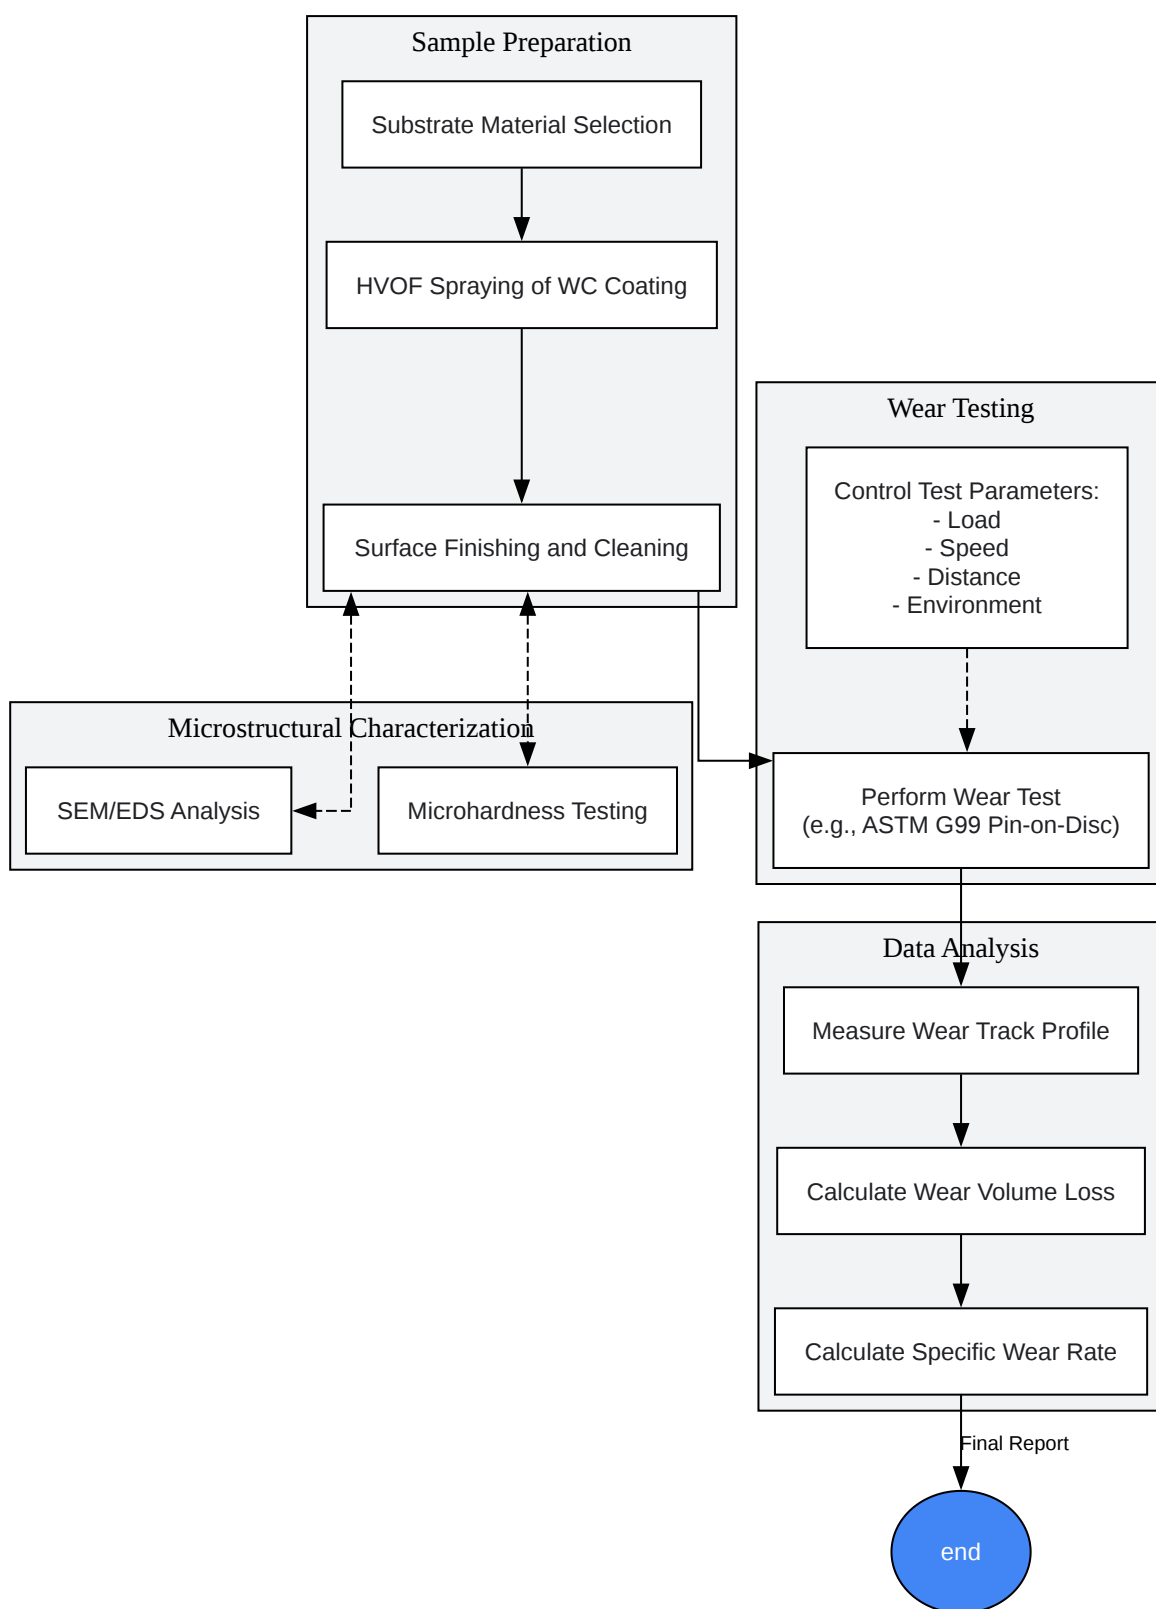 Sample Preparation
Substrate Material Selection
HVOF Spraying of WC Coating
Surface Finishing and Cleaning
Wear Testing
Control Test Parameters:
- Load
- Speed
- Distance
- Environment
Microstructural Characterization
SEM/EDS Analysis
Microhardness Testing
Perform Wear Test
(e.g., ASTM G99 Pin-on-Disc)
Data Analysis
Measure Wear Track Profile
Calculate Wear Volume Loss
Calculate Specific Wear Rate
Final Report
end